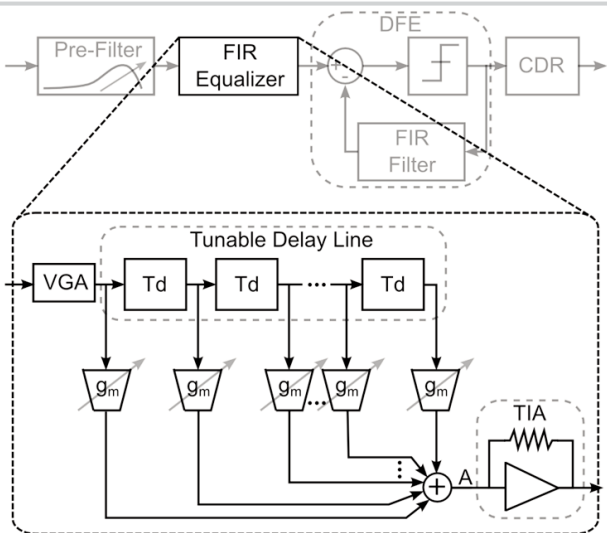 DFE
Pre-Filter
FIR
Equalizer
+
-
CDR
FIR
Filter
Tunable Delay Line
VGA
Td
Td
...
Td
gm
gm
gm
...
gm
gm
TIA
...
+
A